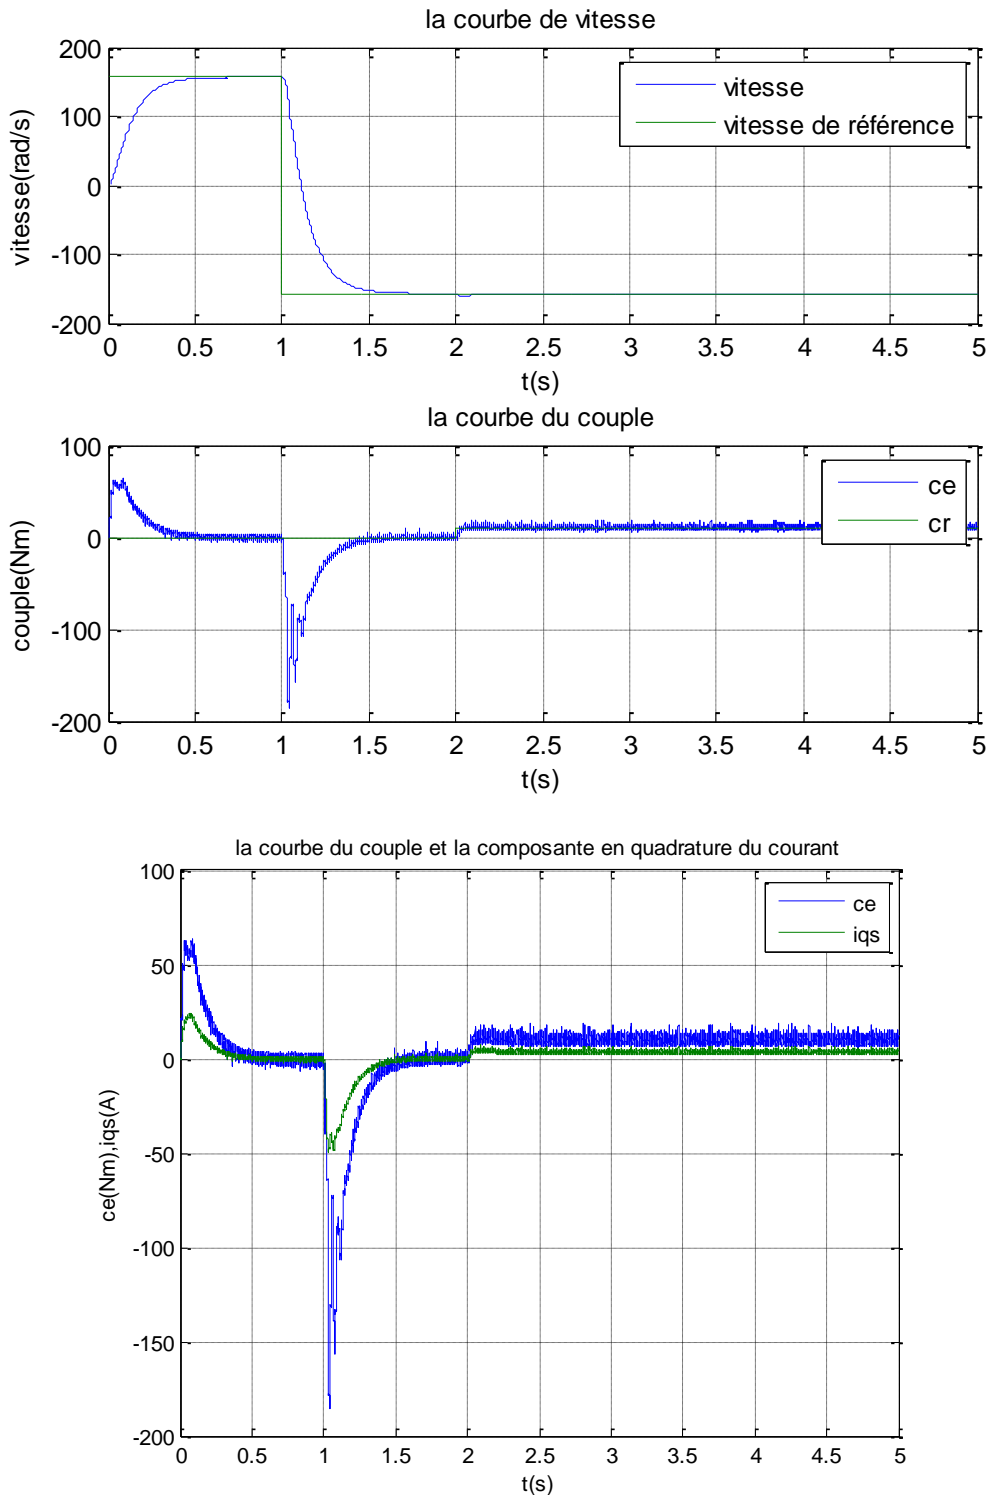 la courbe de vitesse
200
100
0
-100
-200
vitesse(rad/s)
vitesse
vitesse de référence
0 0.5 1 1.5 2 2.5 3 3.5 4 4.5 5
t(s)
la courbe du couple
100
0
-100
-200
couple(Nm)
ce
cr
0 0.5 1 1.5 2 2.5 3 3.5 4 4.5 5
t(s)
la courbe du couple et la composante en quadrature du courant
100
50
0
-50
-100
-150
-200
ce(Nm),iqs(A)
ce
iqs
0 0.5 1 1.5 2 2.5 3 3.5 4 4.5 5
t(s)